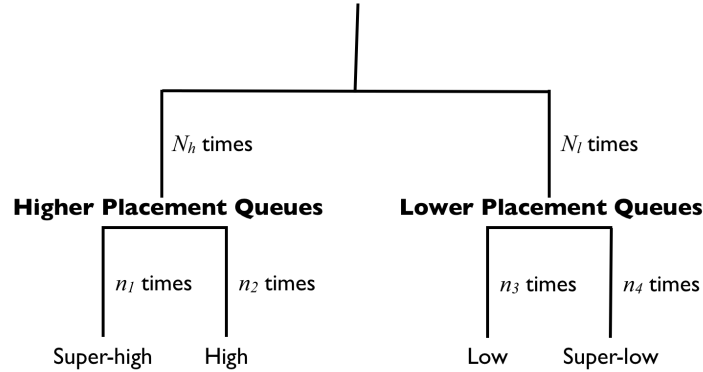 N_h times
N_l times
Higher Placement Queues
Lower Placement Queues
n_1 times
n_2 times
n_3 times
n_4 times
Super-high
High
Low
Super-low